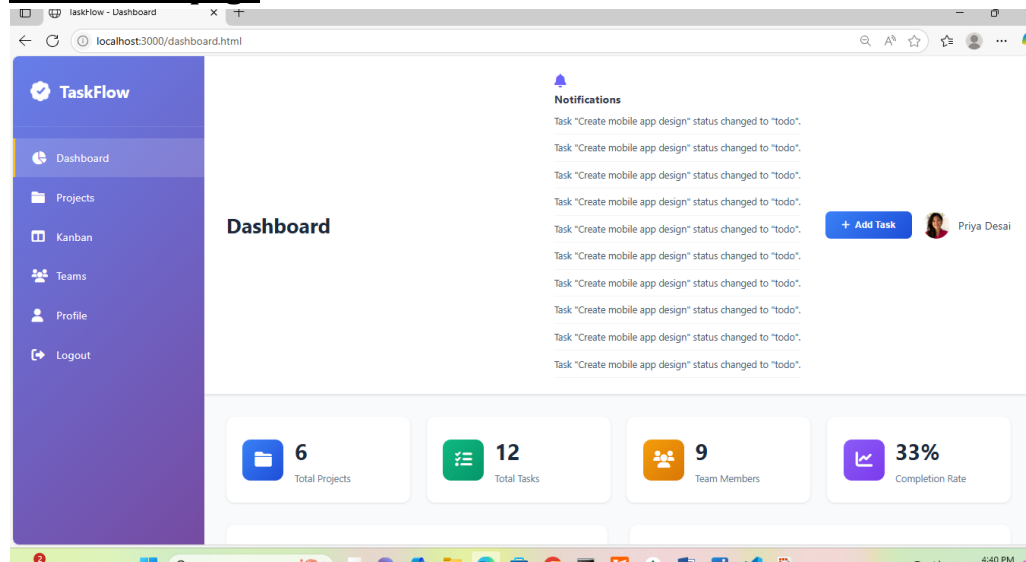 TaskFlow - Dashboard
localhost:3000/dashboard.html
TaskFlow
Dashboard
Projects
Kanban
Teams
Profile
Logout
Dashboard
Notifications
Task "Create mobile app design" status changed to "todo".
Task "Create mobile app design" status changed to "todo".
Task "Create mobile app design" status changed to "todo".
Task "Create mobile app design" status changed to "todo".
Task "Create mobile app design" status changed to "todo".
Task "Create mobile app design" status changed to "todo".
Task "Create mobile app design" status changed to "todo".
Task "Create mobile app design" status changed to "todo".
Task "Create mobile app design" status changed to "todo".
Task "Create mobile app design" status changed to "todo".
+ Add Task
Priya Desai
6
Total Projects
12
Total Tasks
9
Team Members
33%
Completion Rate
2
4:40 PM